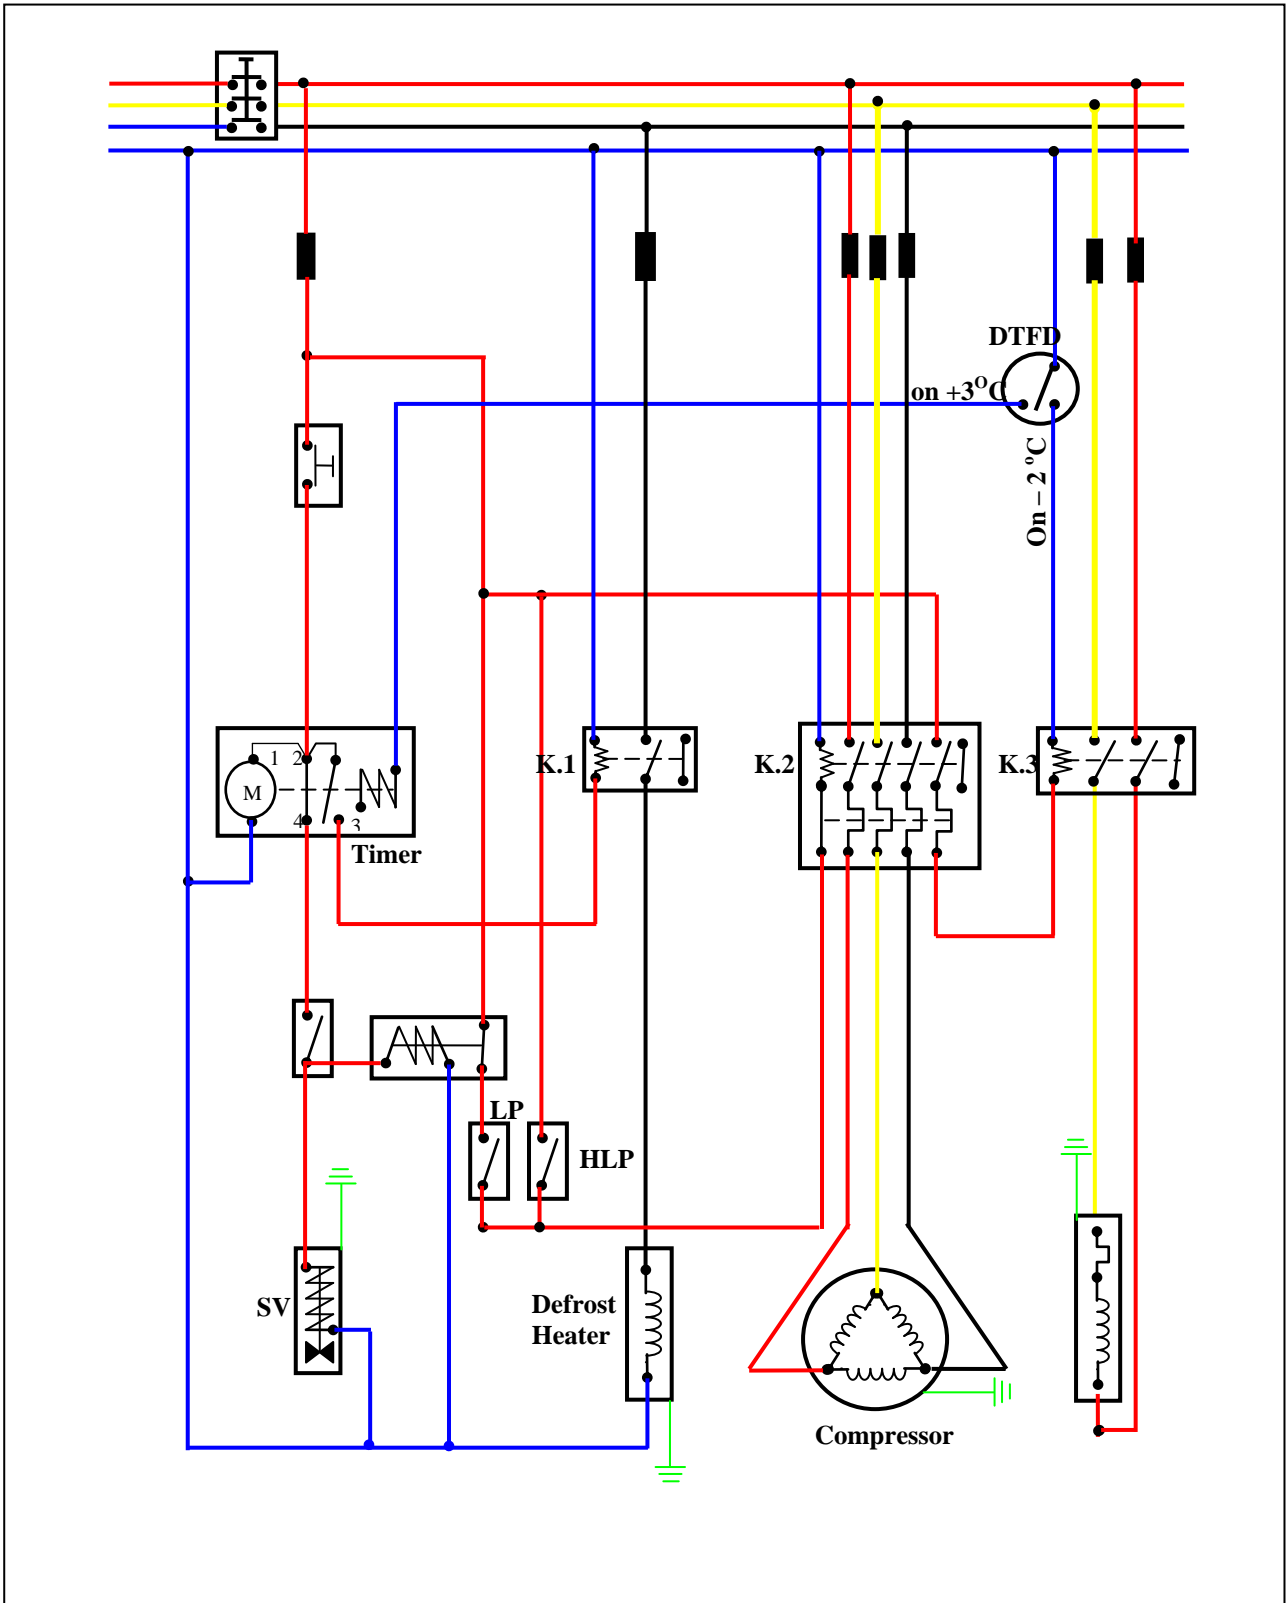 DTFD
on +3°C
On – 2 °C
K.1
K.2
K.3
1 2
M
4 3
Timer
LP
HLP
SV
Defrost
Heater
Compressor